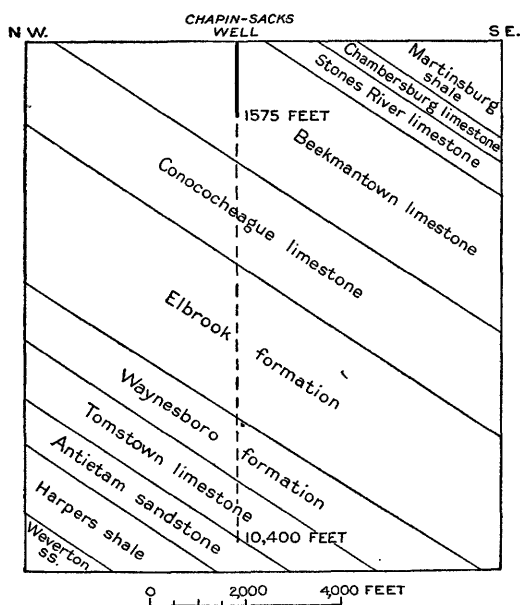 CHAPIN-SACKS
WELL
N W.
S E.
Martinsburg
shale
Chambersburg limestone
Stones River limestone
1575 FEET
Beekmantown limestone
Conococheague limestone
Elbrook formation
Waynesboro formation
Tomstown limestone
Antietam sandstone
Harpers shale
Weverton
ss.
10,400 FEET
0 2,000 4,000 FEET